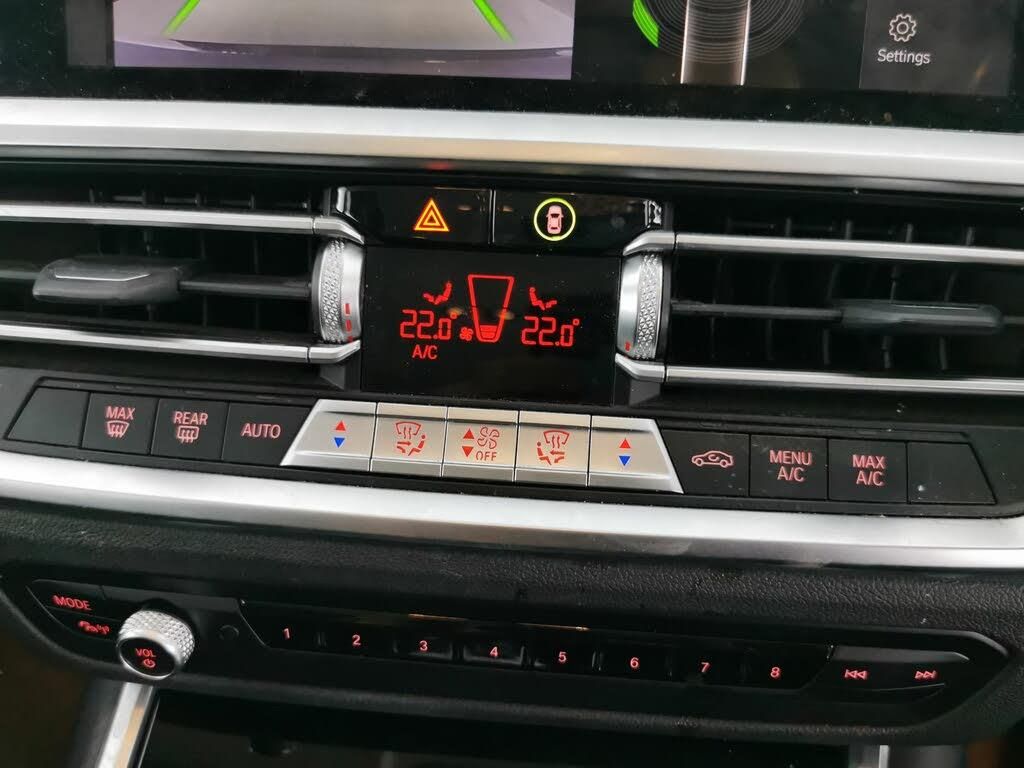 Settings
22.0° 22.0°
A/C
MAX
REAR
AUTO
OFF
MENU
A/C
MAX
A/C
MODE
VOL
1 2 3 4 5 6 7 8